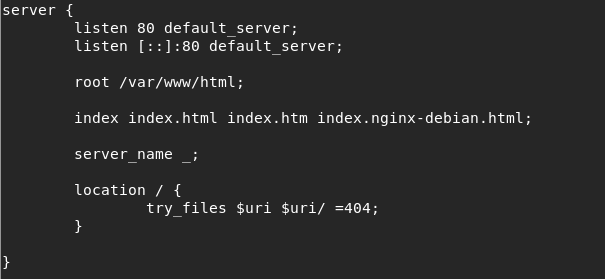 server {
        listen 80 default_server;
        listen [::]:80 default_server;

        root /var/www/html;

        index index.html index.htm index.nginx-debian.html;

        server_name _;

        location / {
                try_files $uri $uri/ =404;
        }

}